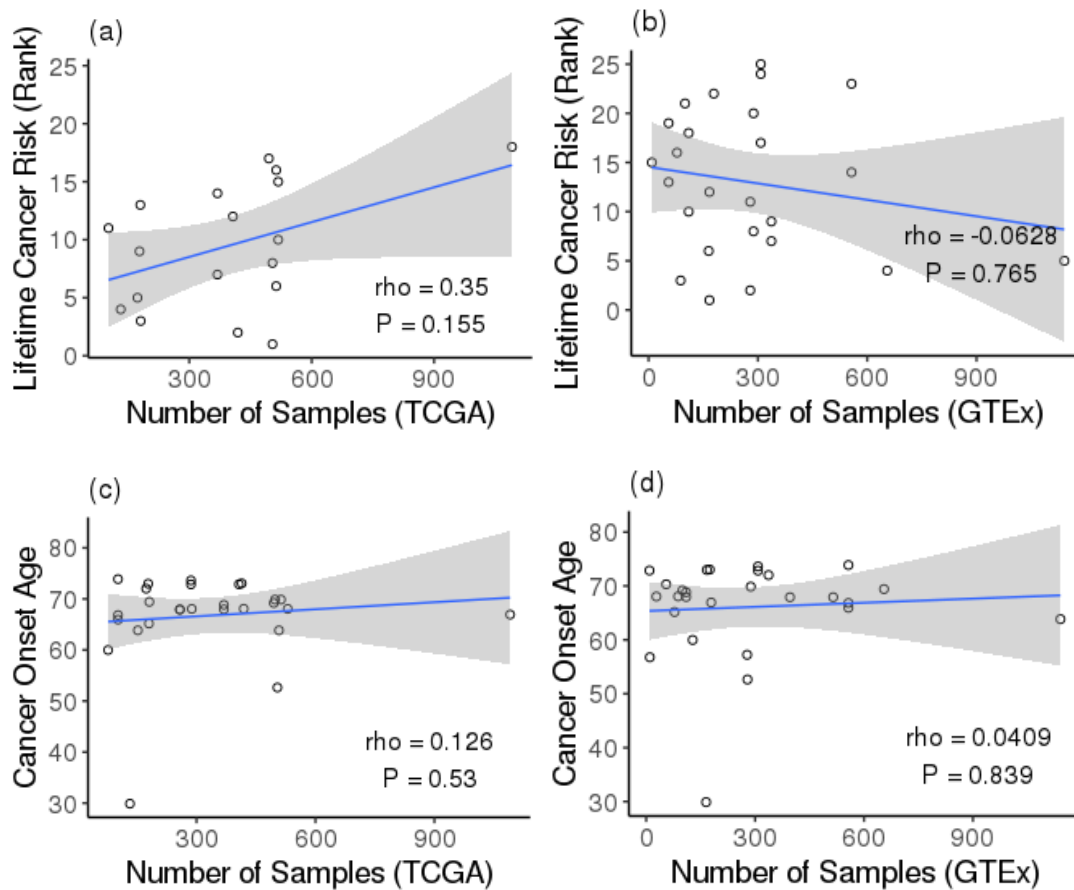 (a)
Lifetime Cancer Risk (Rank)
25
20
15
10
5
0
rho = 0.35
P = 0.155
300
600
900
Number of Samples (TCGA)
(b)
Lifetime Cancer Risk (Rank)
25
20
15
10
5
0
rho = -0.0628
P = 0.765
0
300
600
900
Number of Samples (GTEx)
(c)
Cancer Onset Age
80
70
60
50
40
30
rho = 0.126
P = 0.53
300
600
900
Number of Samples (TCGA)
(d)
Cancer Onset Age
80
70
60
50
40
30
rho = 0.0409
P = 0.839
0
300
600
900
Number of Samples (GTEx)